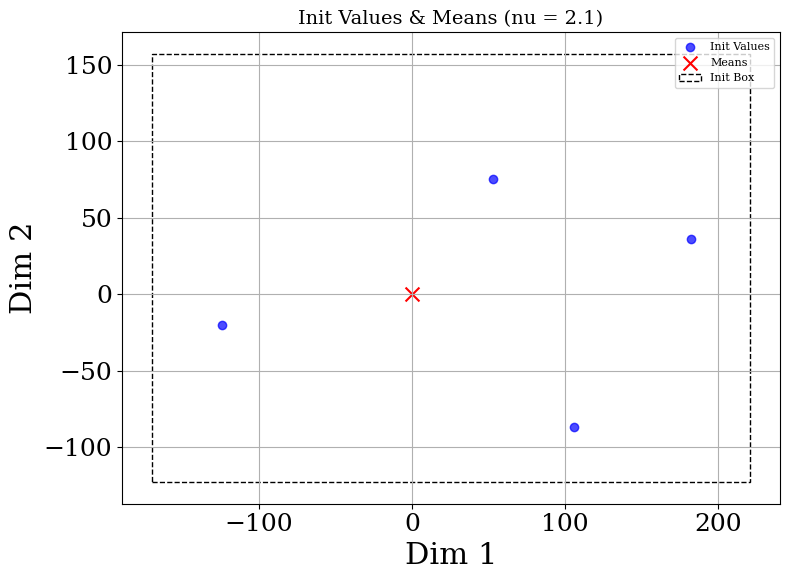 Init Values & Means (nu = 2.1)
Init Values
Means
Init Box
150
100
50
0
−50
−100
Dim 2
−100
0
100
200
Dim 1